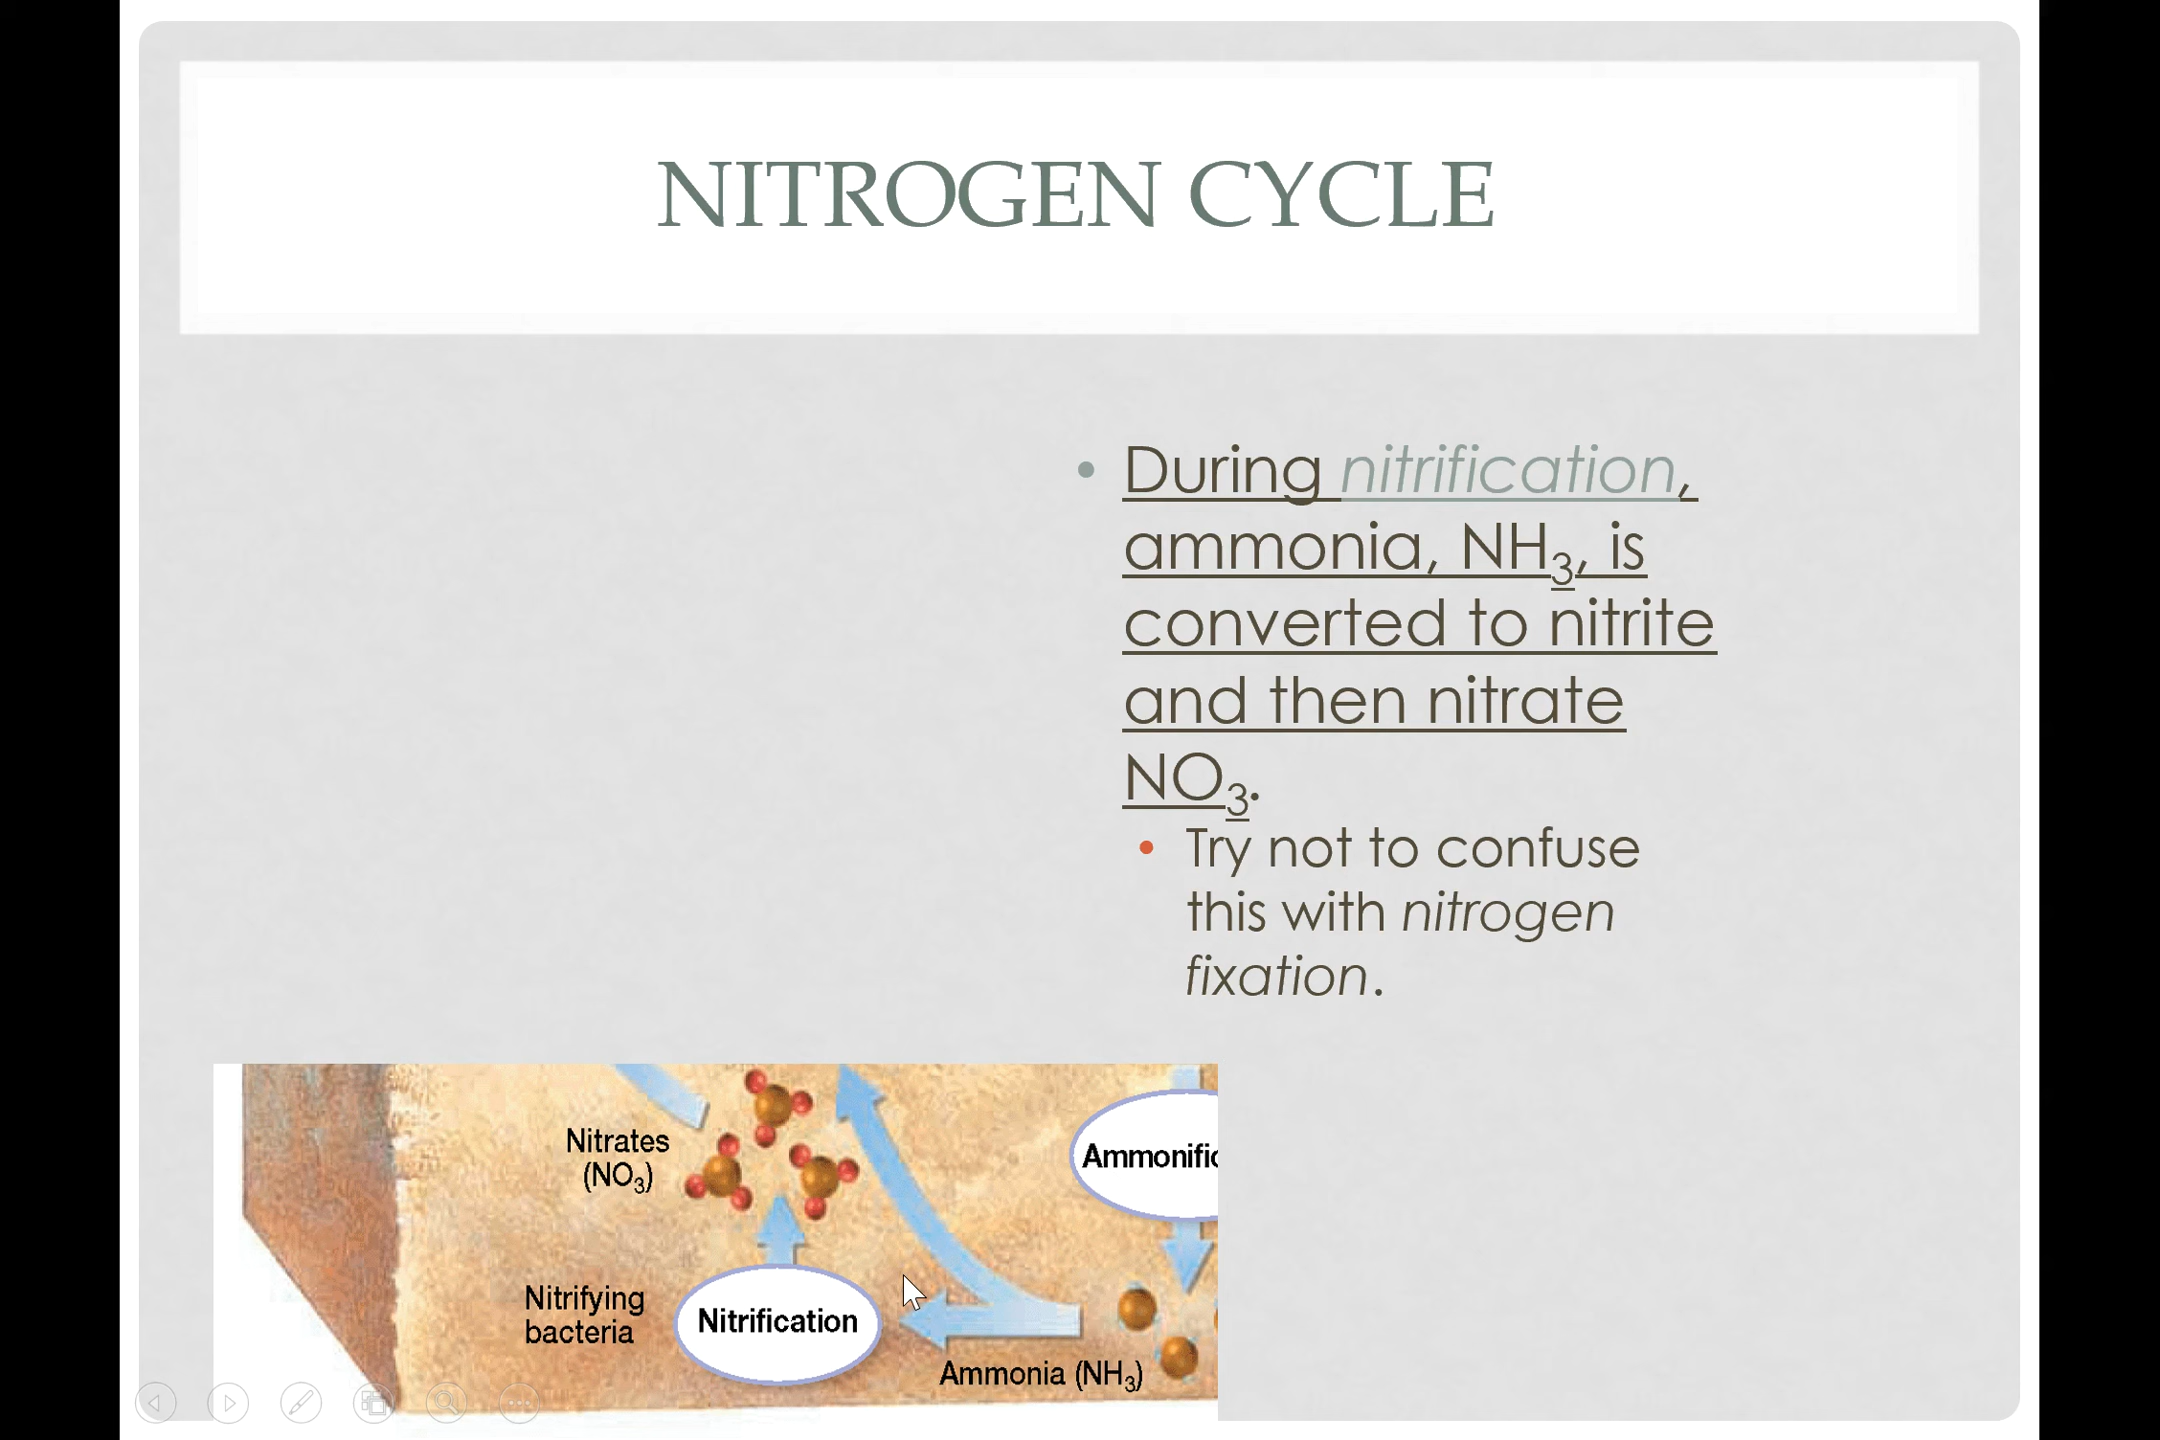 NITROGEN CYCLE
• During nitrification,
ammonia, NH₃, is
converted to nitrite
and then nitrate
NO₃.
• Try not to confuse
this with nitrogen
fixation.
Nitrates
(NO₃)
Ammonific
Nitrifying
bacteria
Nitrification
Ammonia (NH₃)